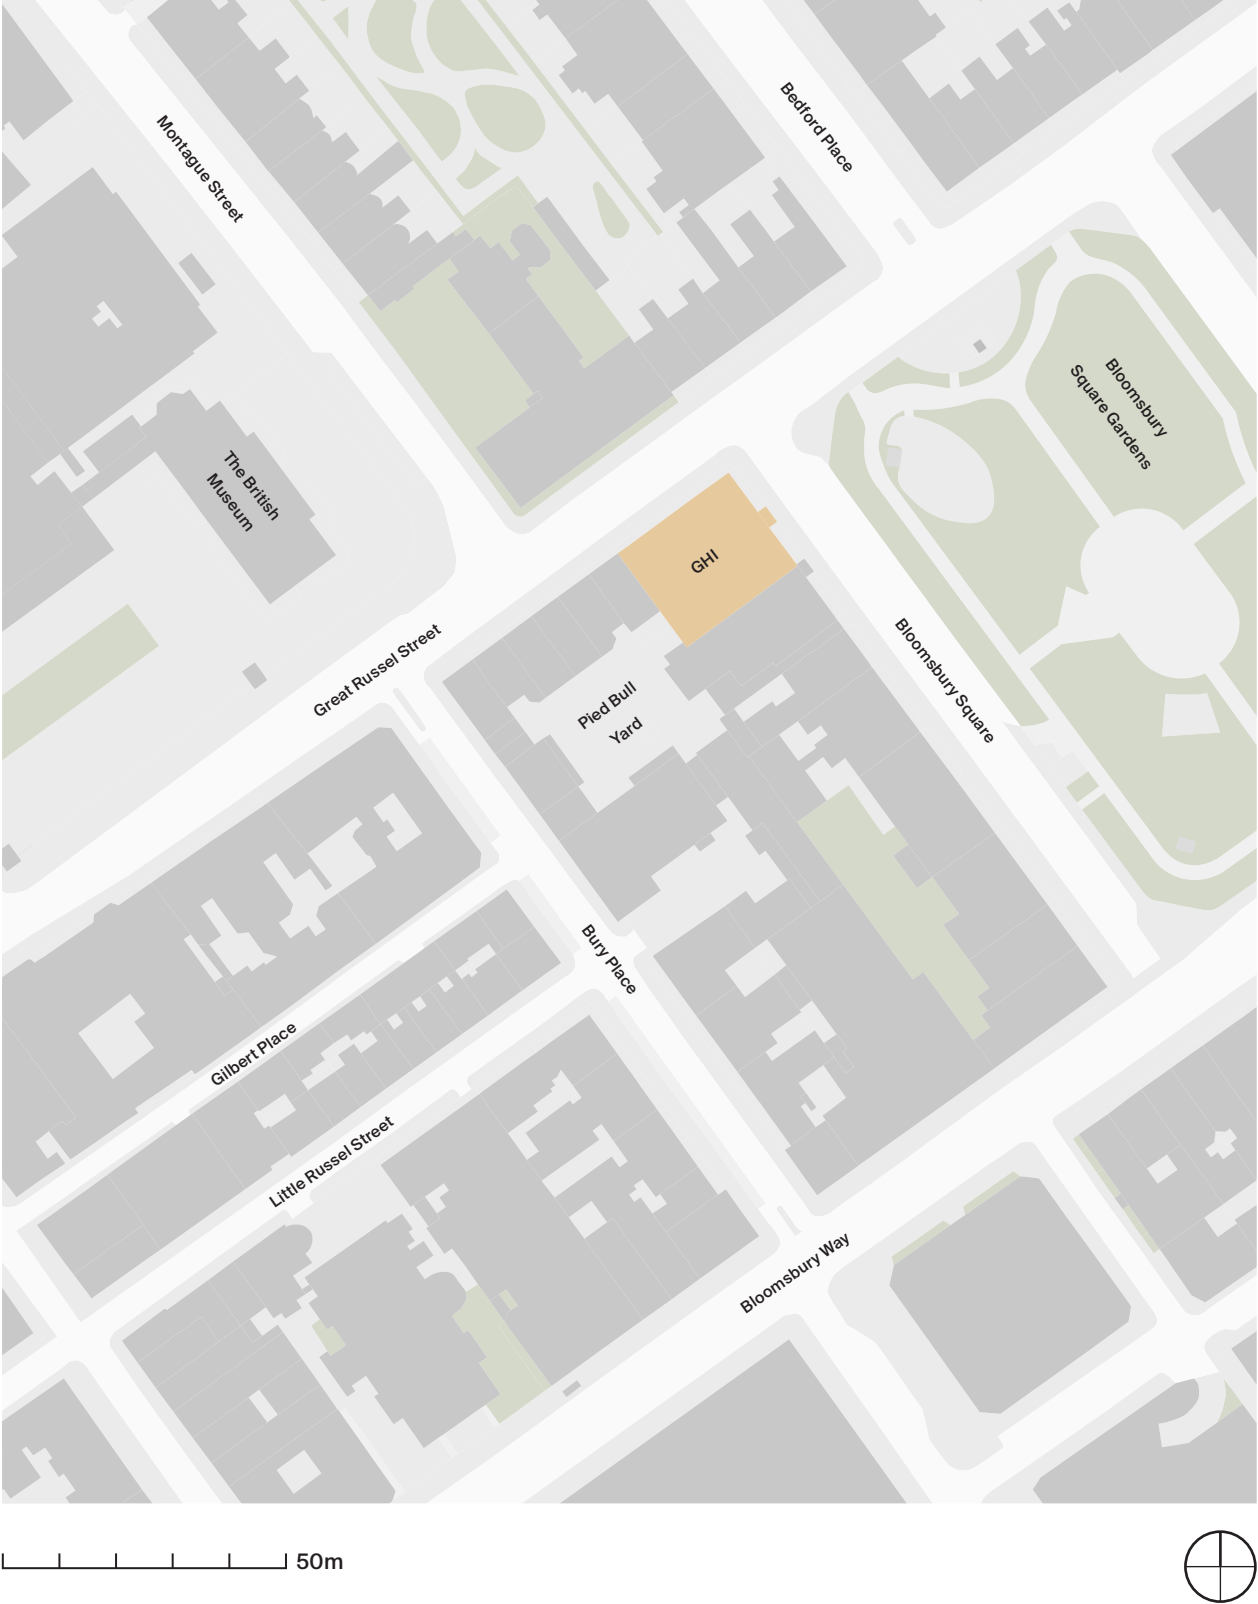 Bedford Place
Montague Street
Bloomsbury
Square Gardens
The British
Museum
GHI
Great Russel Street
Bloomsbury Square
Pied Bull
Yard
Bury Place
Gilbert Place
Little Russel Street
Bloomsbury Way
50m